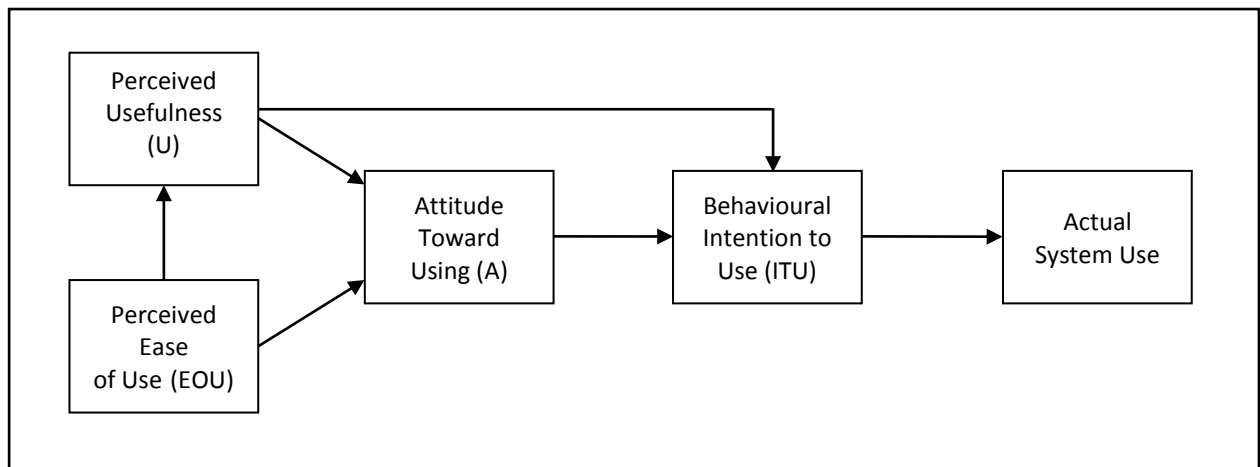 Perceived
Usefulness
(U)
Perceived
Ease
of Use (EOU)
Attitude
Toward
Using (A)
Behavioural
Intention to
Use (ITU)
Actual
System Use